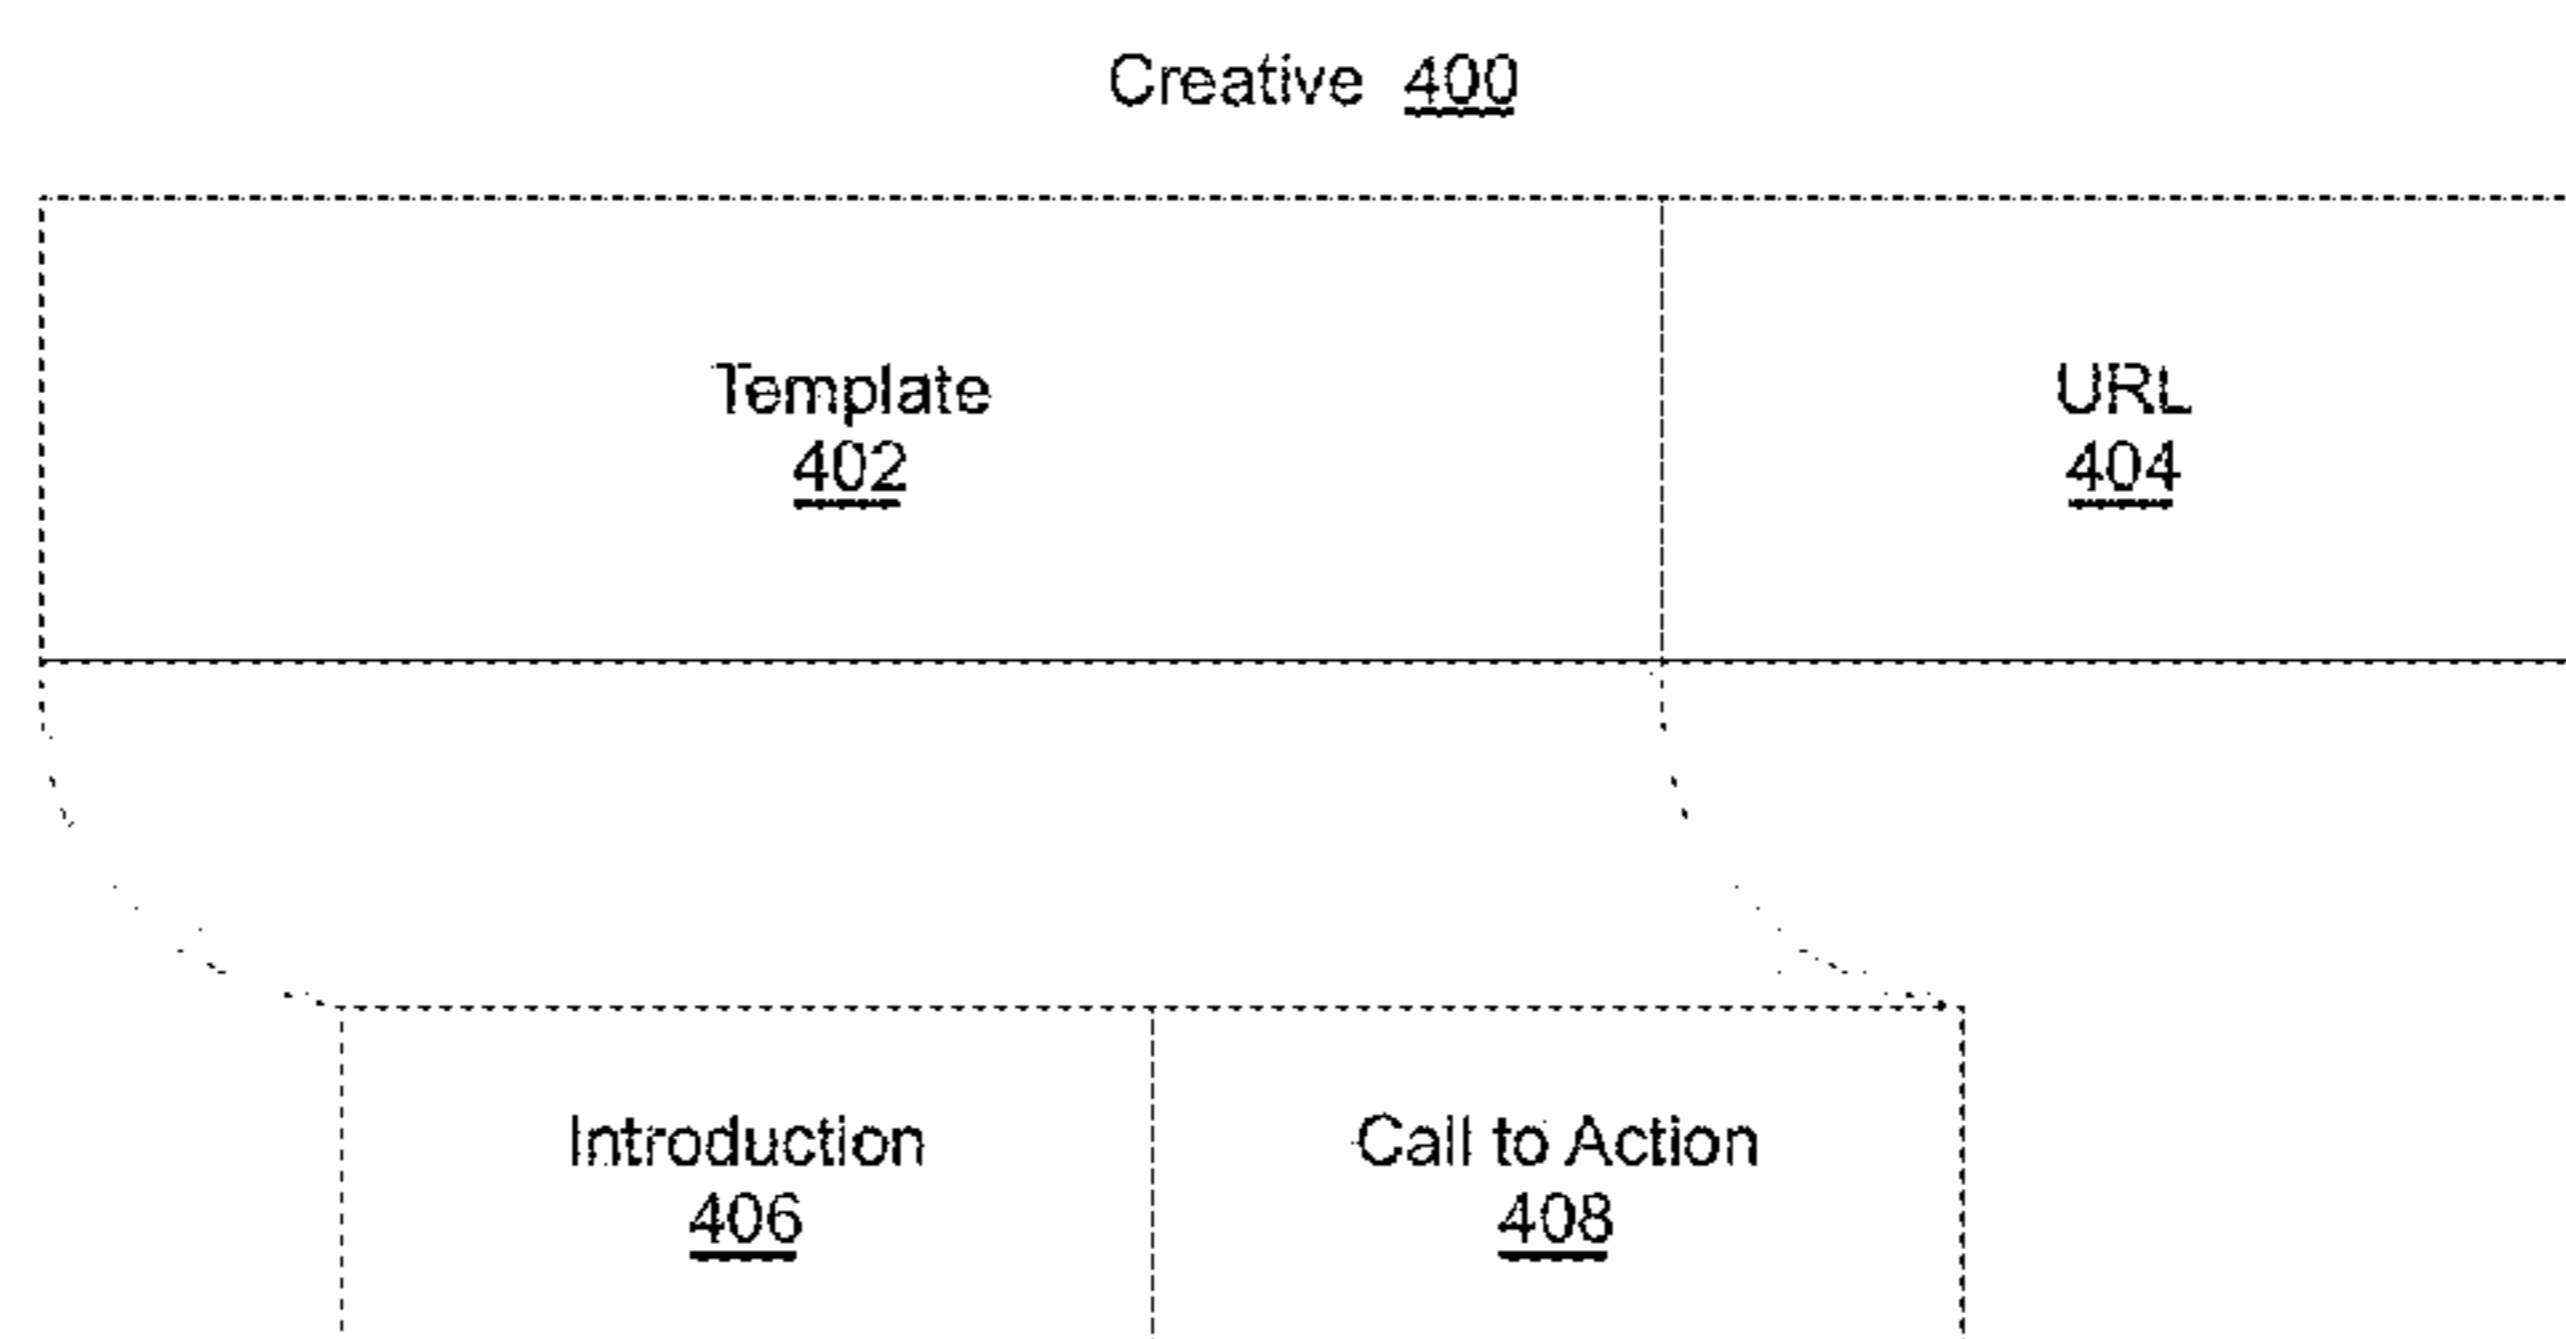 Creative 400
Template
402
URL
404
Introduction
406
Call to Action
408